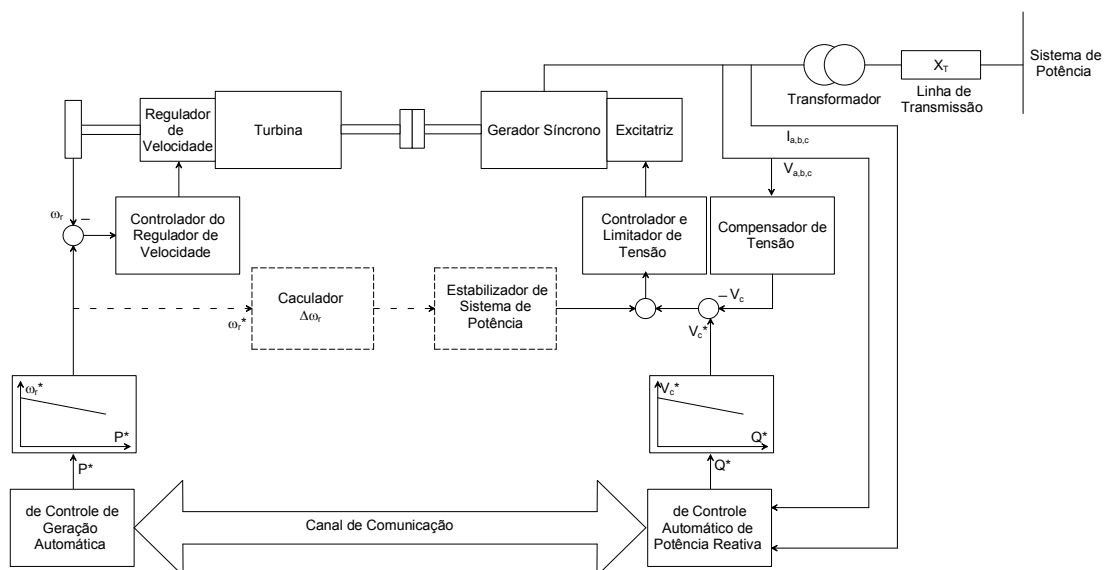 Sistema de
Potência
X_T
Transformador
Linha de
Transmissão
Regulador
de
Velocidade
Turbina
Gerador Síncrono
Excitatriz
I_a,b,c
V_a,b,c
ω_r
–
Controlador do
Regulador de
Velocidade
Controlador e
Limitador de
Tensão
Compensador de
Tensão
Caculador
Δω_r
Estabilizador de
Sistema de
Potência
ω_r*
– V_c
V_c*
ω_r*
P*
V_c*
Q*
P*
Q*
de Controle de
Geração
Automática
Canal de Comunicação
de Controle
Automático de
Potência Reativa